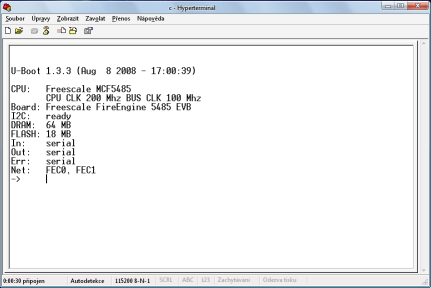 c - Hyperterminal
Soubor Úpravy Zobrazit Zavolat Přenos Nápověda
U-Boot 1.3.3 (Aug  8 2008 - 17:00:39)
CPU:   Freescale MCF5485
       CPU CLK 200 Mhz BUS CLK 100 Mhz
Board: Freescale FireEngine 5485 EVB
I2C:   ready
DRAM:  64 MB
FLASH: 18 MB
In:    serial
Out:   serial
Err:   serial
Net:   FEC0, FEC1
->
0:00:30 připojen Autodetekce 115200 8-N-1 SCRL ABC 123 Zachytávání Odezva tisku